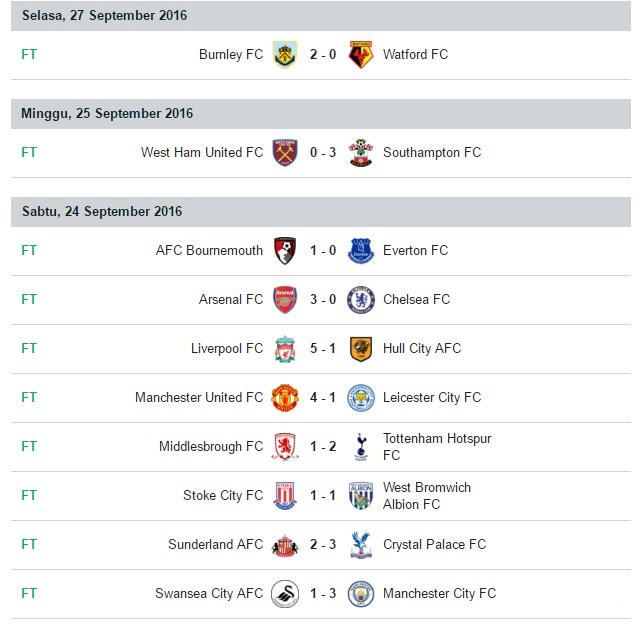 Selasa, 27 September 2016
FT Burnley FC 2 - 0 Watford FC
Minggu, 25 September 2016
FT West Ham United FC 0 - 3 Southampton FC
Sabtu, 24 September 2016
FT AFC Bournemouth 1 - 0 Everton FC
FT Arsenal FC 3 - 0 Chelsea FC
FT Liverpool FC 5 - 1 Hull City AFC
FT Manchester United FC 4 - 1 Leicester City FC
FT Middlesbrough FC 1 - 2 Tottenham Hotspur
FC
FT Stoke City FC 1 - 1 West Bromwich
Albion FC
FT Sunderland AFC 2 - 3 Crystal Palace FC
FT Swansea City AFC 1 - 3 Manchester City FC